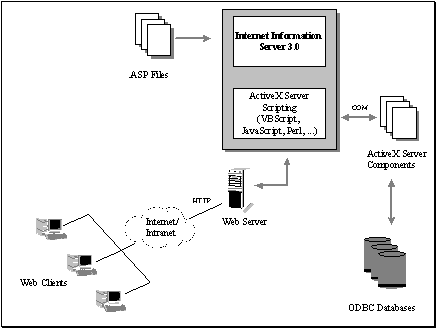 Internet Information
Server 3.0
.ASP Files
ActiveX Server
Scripting
(VBScript,
JavaScript, Perl, ...)
COM
ActiveX Server
Components
HTTP
Internet/
Intranet
Web Server
Web Clients
ODBC Databases